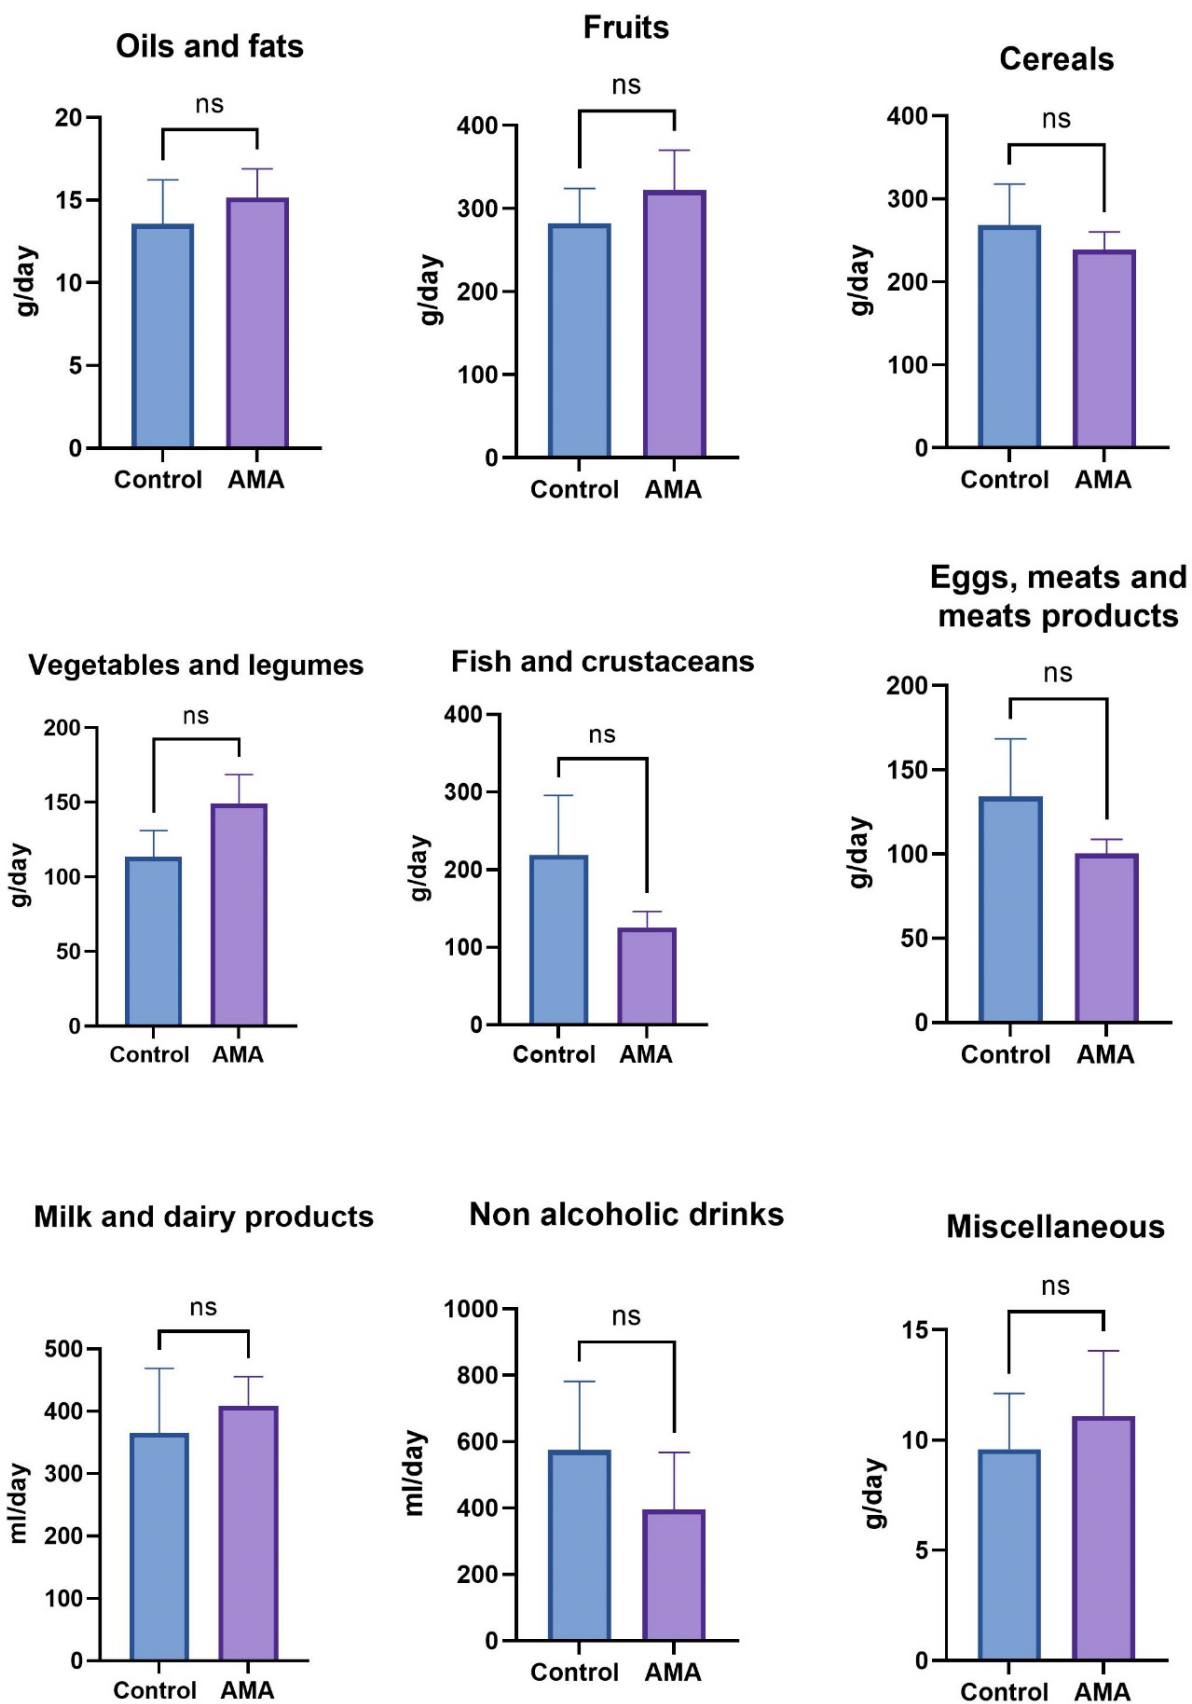 Oils and fats
ns
20
15
10
5
0
g/day
Control AMA
Fruits
ns
400
300
200
100
0
g/day
Control AMA
Cereals
ns
400
300
200
100
0
g/day
Control AMA
Vegetables and legumes
ns
200
150
100
50
0
g/day
Control AMA
Fish and crustaceans
ns
400
300
200
100
0
g/day
Control AMA
Eggs, meats and
meats products
ns
200
150
100
50
0
g/day
Control AMA
Milk and dairy products
ns
500
400
300
200
100
0
ml/day
Control AMA
Non alcoholic drinks
ns
1000
800
600
400
200
0
ml/day
Control AMA
Miscellaneous
ns
15
10
5
0
g/day
Control AMA